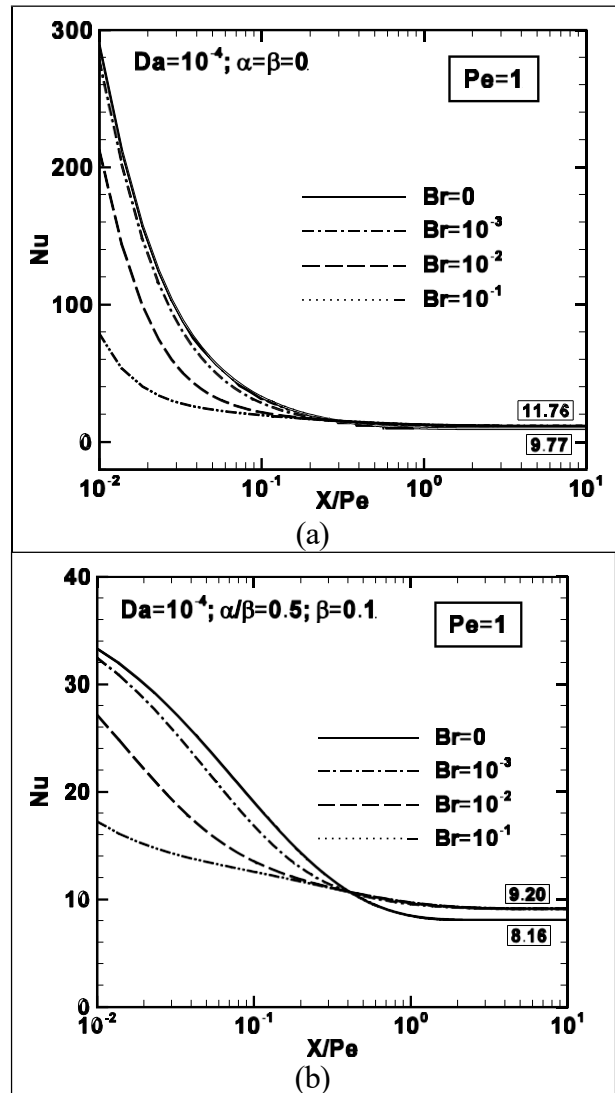 300
Da=10⁻⁴; α=β=0.
Pe=1
200
Br=0
Br=10⁻³
Nu
Br=10⁻²
Br=10⁻¹
100
11.76
9.77
0
10⁻² 10⁻¹ 10⁰ 10¹
X/Pe
(a)
40
Da=10⁻⁴; α/β=0.5; β=0.1.
Pe=1
30
Br=0
Br=10⁻³
Nu
20
Br=10⁻²
Br=10⁻¹
10
9.20
8.16
0
10⁻² 10⁻¹ 10⁰ 10¹
X/Pe
(b)